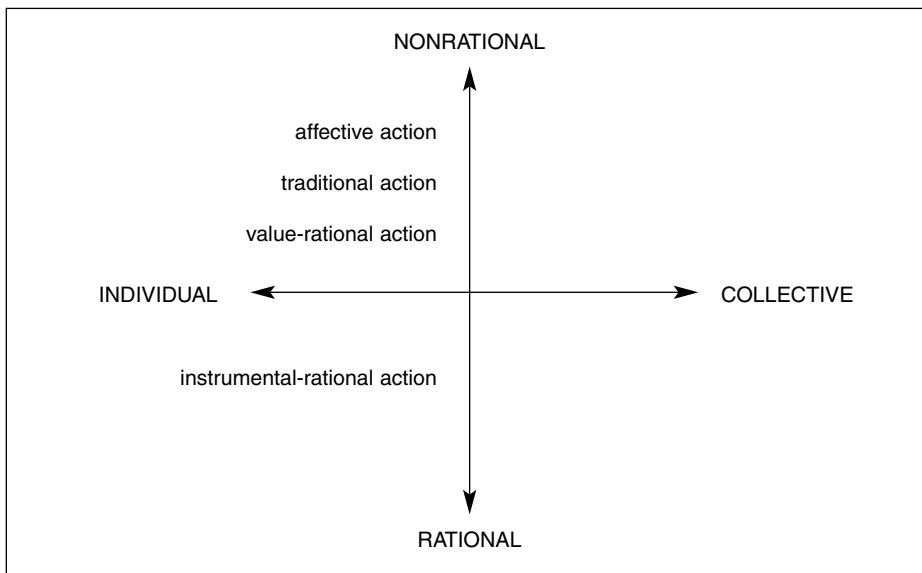 NONRATIONAL
affective action
traditional action
value-rational action
INDIVIDUAL
COLLECTIVE
instrumental-rational action
RATIONAL